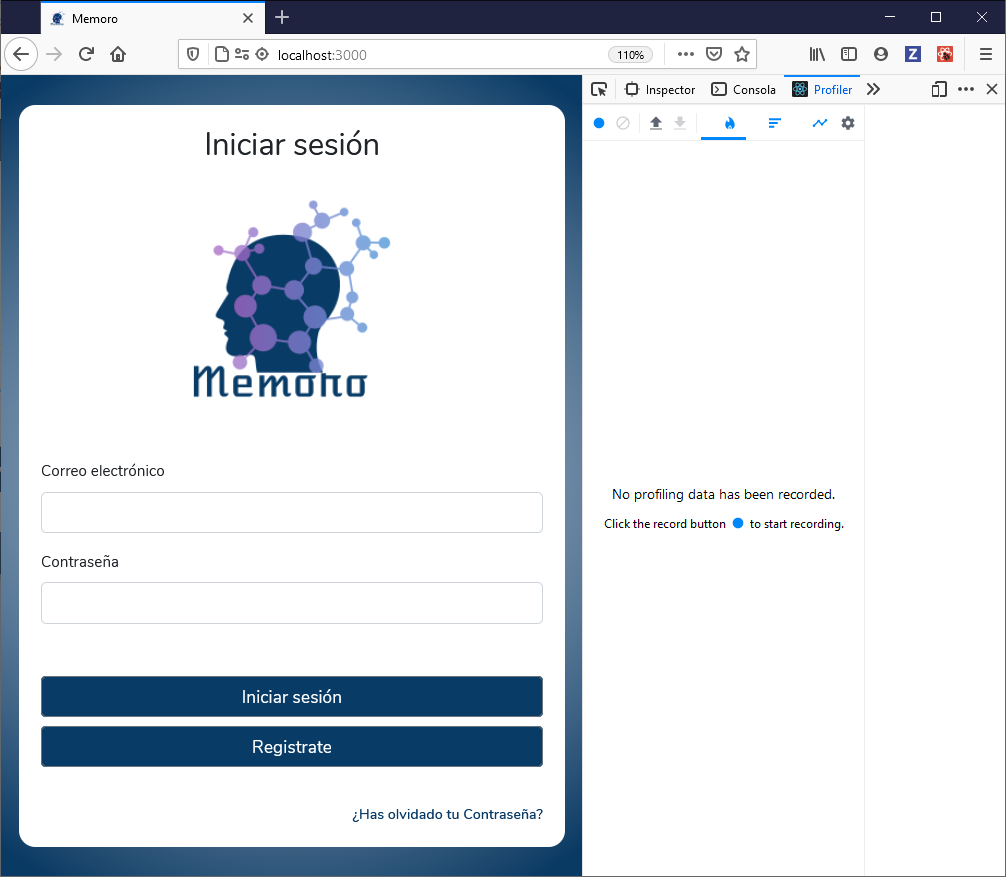 Memoro
localhost:3000
110%
Inspector
Consola
Profiler
Iniciar sesión
Memoro
Correo electrónico
Contraseña
Iniciar sesión
Registrate
¿Has olvidado tu Contraseña?
No profiling data has been recorded.
Click the record button to start recording.